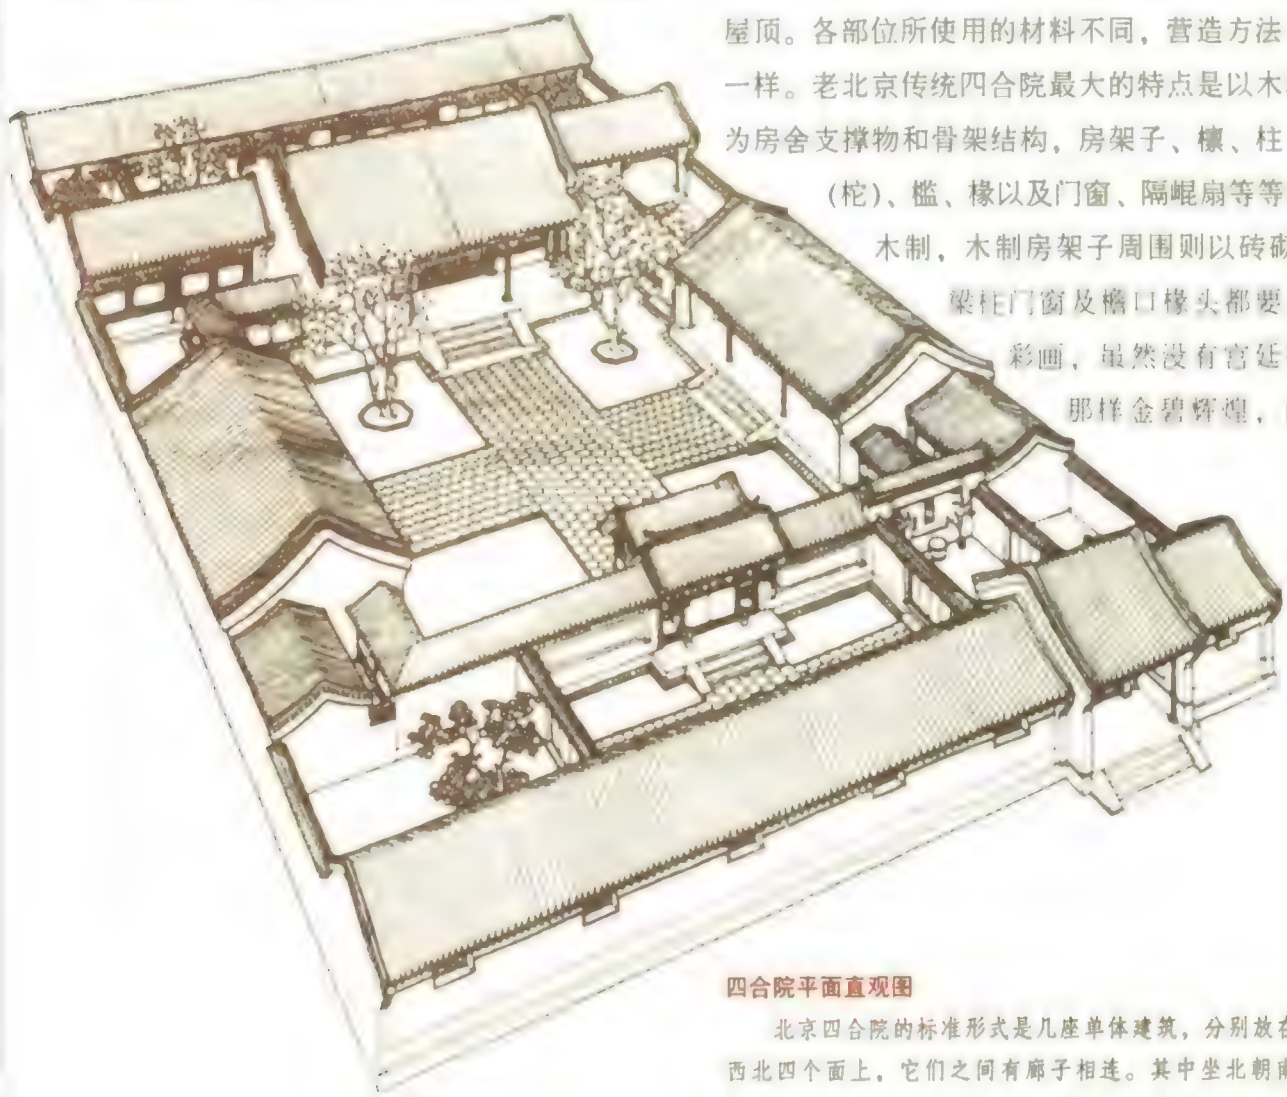 屋顶。各部位所使用的材料不同，营造方法
一样。老北京传统四合院最大的特点是以木
为房舍支撑物和骨架结构，房架子、檩、柱
(柁)、槛、椽以及门窗、隔崐扇等等
木制，木制房架子周围则以砖砌
梁柱门窗及檐口椽头都要
彩画，虽然没有宫廷
那样金碧辉煌，
四合院平面直观图
北京四合院的标准形式是几座单体建筑，分别放在
西北四个面上，它们之间有廊子相连。其中坐北朝南